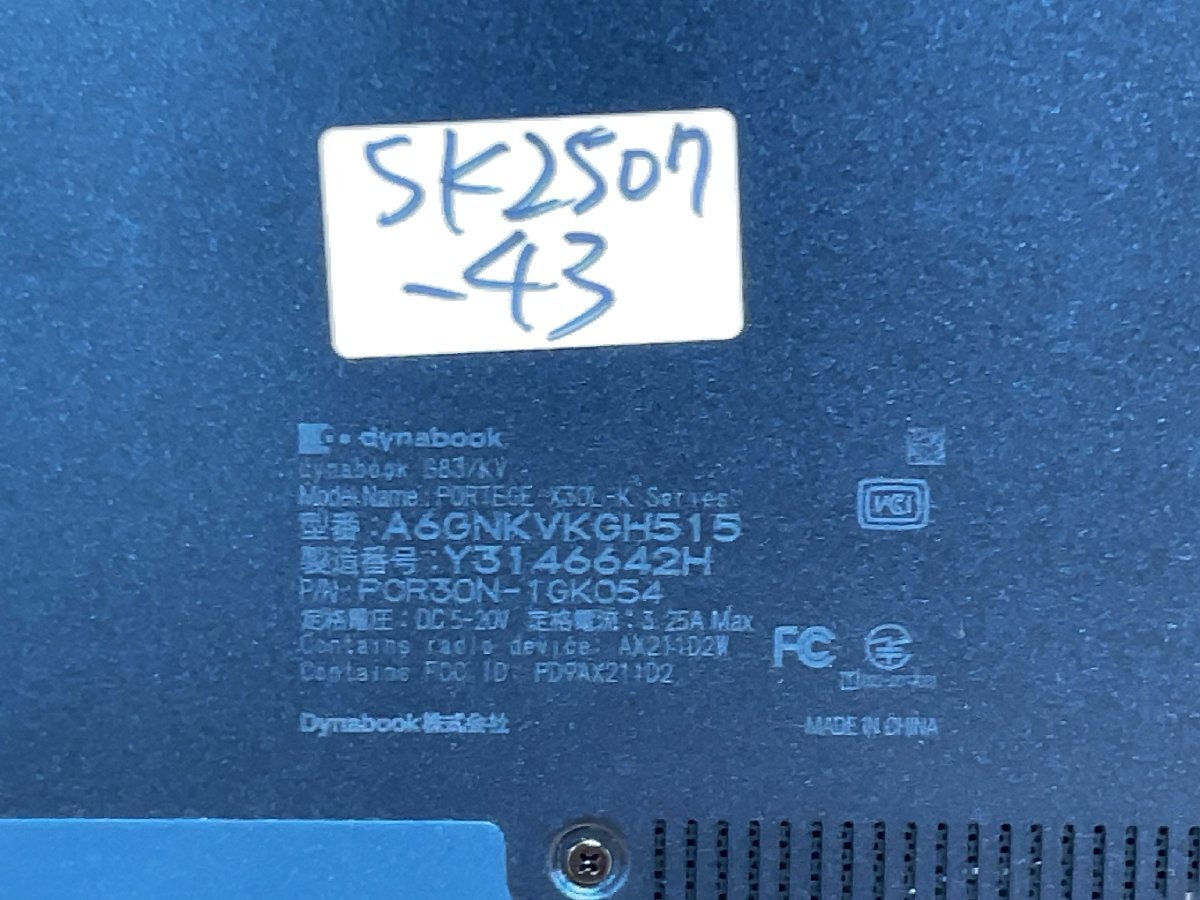 SK2507
-43
dynabook
dynabook G83/KV
Model Name: PORTEGE X30L-K Series
型番:A6GNKVKGH515
製造番号:Y3146642H
P/N: PCR30N-1GK054
定格電圧:DC 5-20V 定格電流:3.25A Max
Contains radio device: AX211D2W
Contains FCC ID: PD9AX211D2
FC
Dynabook株式会社
MADE IN CHINA